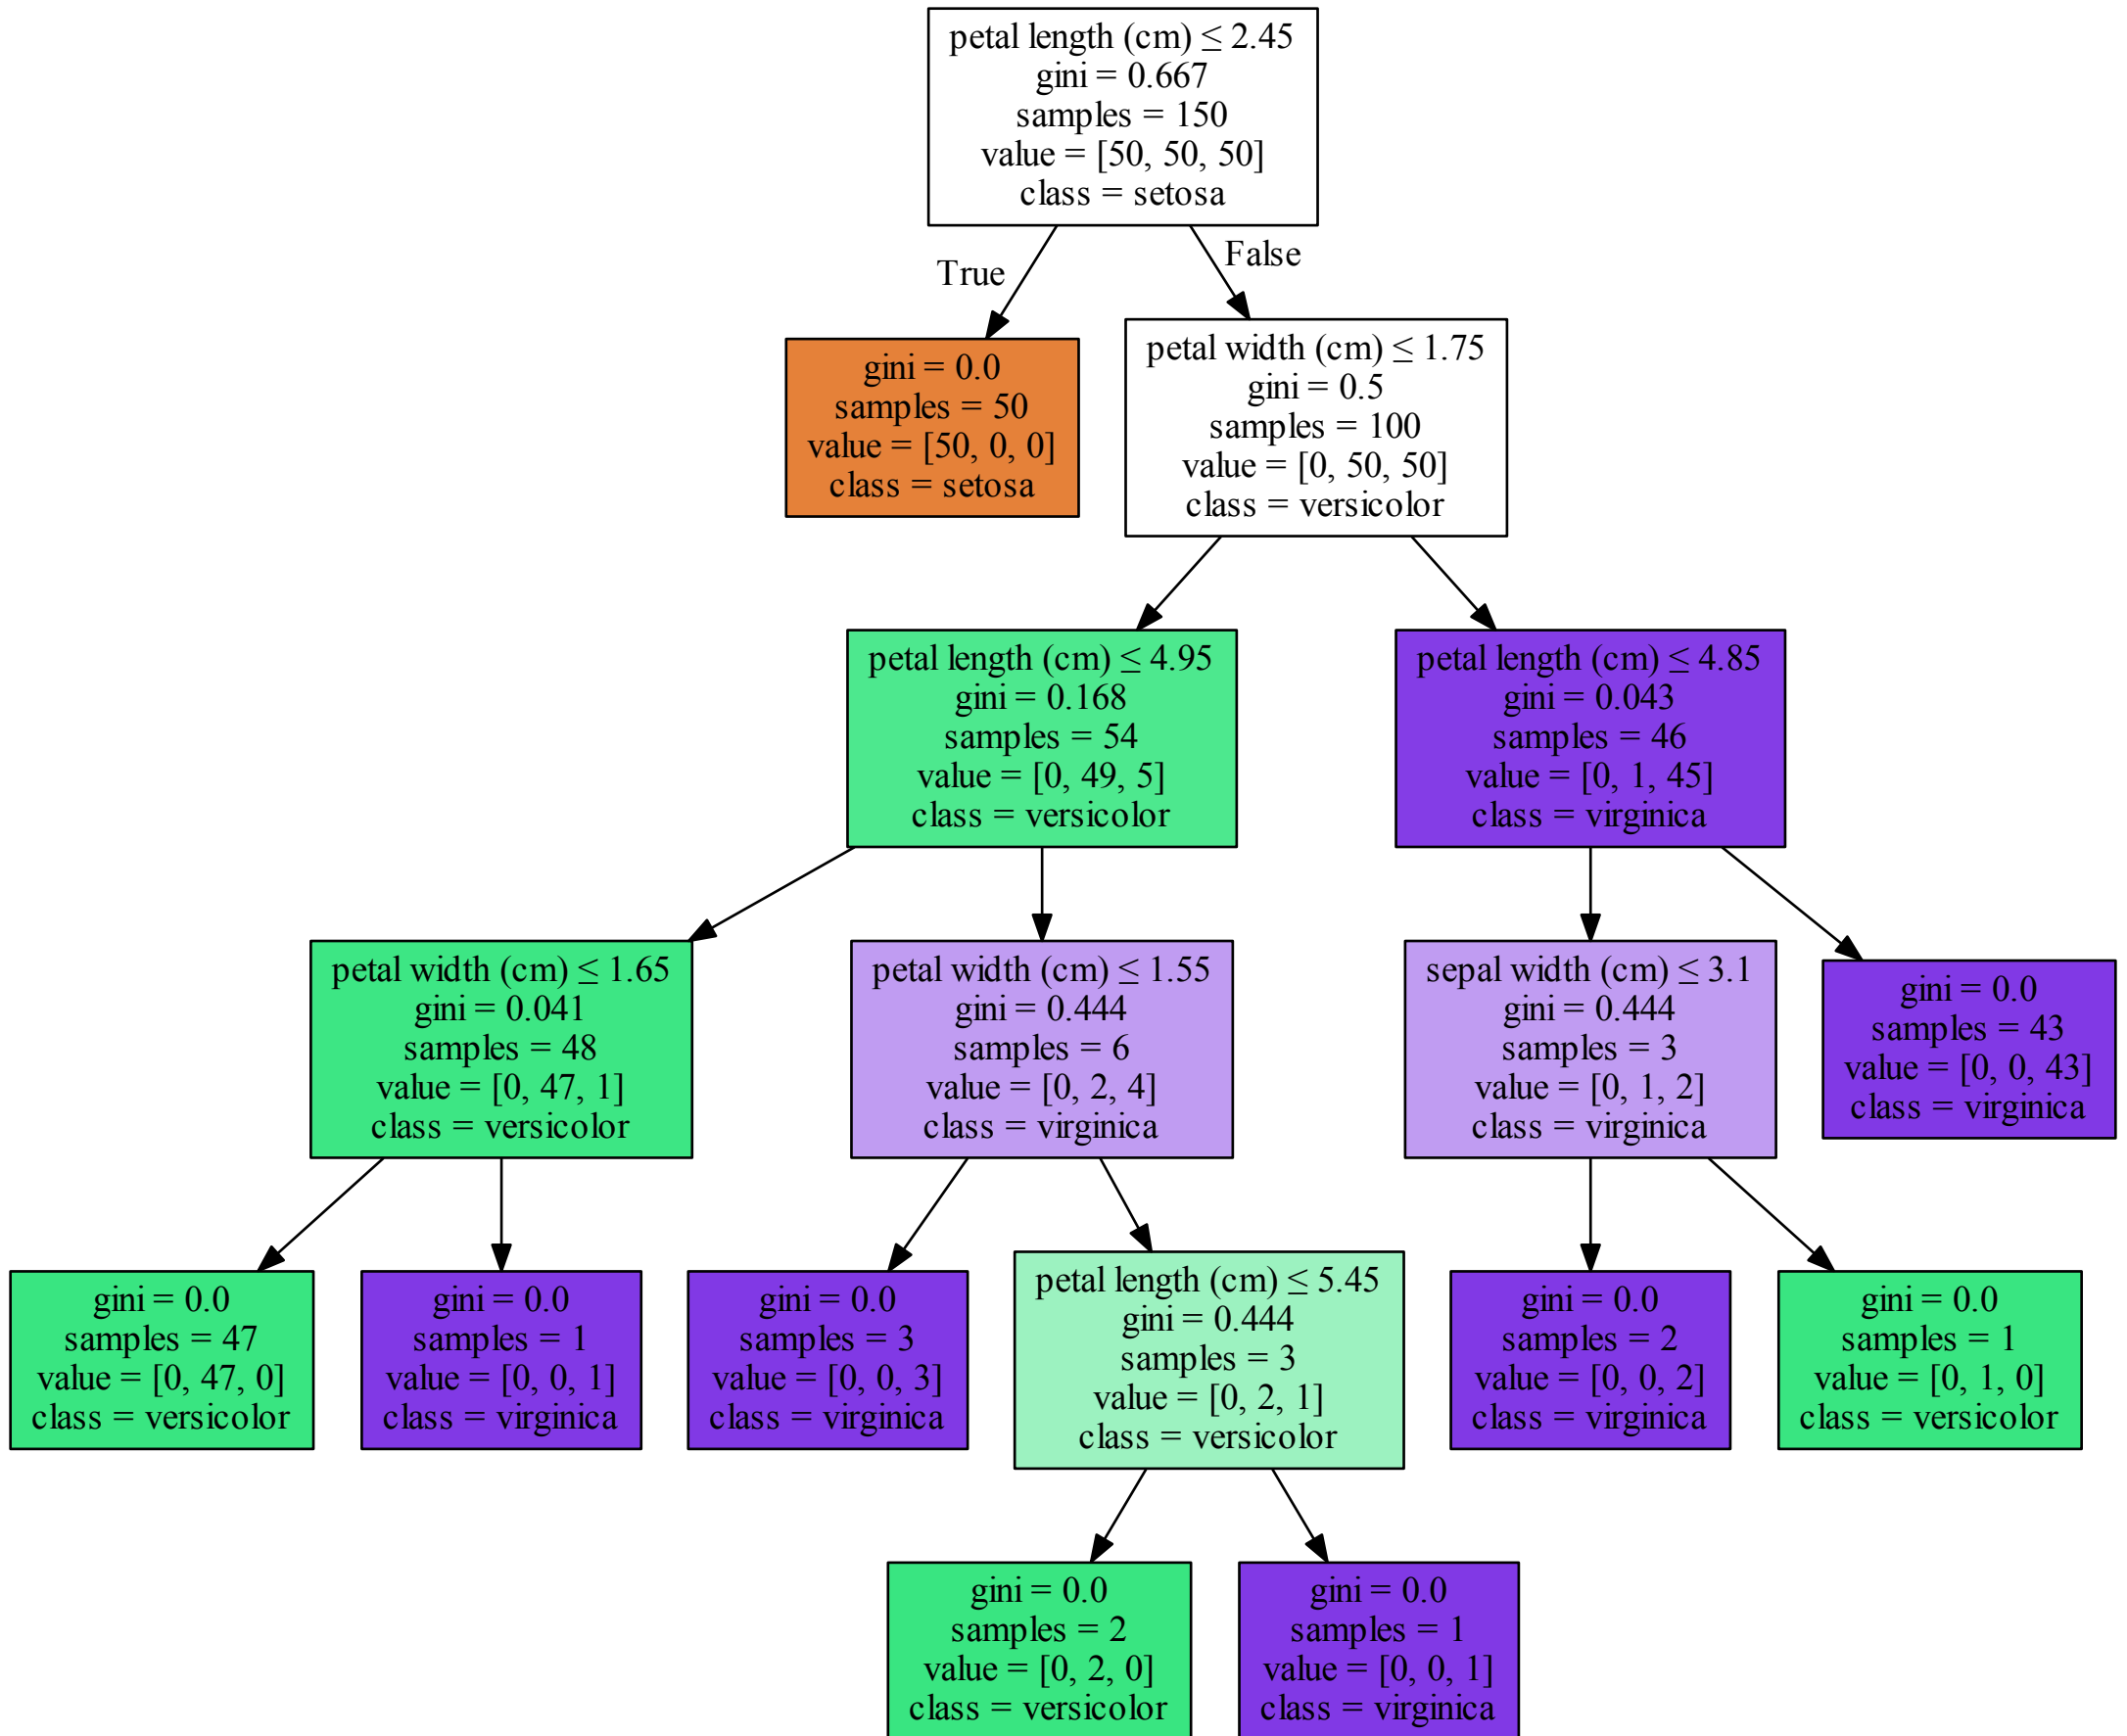 petal length (cm) ≤ 2.45
gini = 0.667
samples = 150
value = [50, 50, 50]
class = setosa
True
False
gini = 0.0
samples = 50
value = [50, 0, 0]
class = setosa
petal width (cm) ≤ 1.75
gini = 0.5
samples = 100
value = [0, 50, 50]
class = versicolor
petal length (cm) ≤ 4.95
gini = 0.168
samples = 54
value = [0, 49, 5]
class = versicolor
petal length (cm) ≤ 4.85
gini = 0.043
samples = 46
value = [0, 1, 45]
class = virginica
petal width (cm) ≤ 1.65
gini = 0.041
samples = 48
value = [0, 47, 1]
class = versicolor
petal width (cm) ≤ 1.55
gini = 0.444
samples = 6
value = [0, 2, 4]
class = virginica
sepal width (cm) ≤ 3.1
gini = 0.444
samples = 3
value = [0, 1, 2]
class = virginica
gini = 0.0
samples = 43
value = [0, 0, 43]
class = virginica
gini = 0.0
samples = 47
value = [0, 47, 0]
class = versicolor
gini = 0.0
samples = 1
value = [0, 0, 1]
class = virginica
gini = 0.0
samples = 3
value = [0, 0, 3]
class = virginica
petal length (cm) ≤ 5.45
gini = 0.444
samples = 3
value = [0, 2, 1]
class = versicolor
gini = 0.0
samples = 2
value = [0, 0, 2]
class = virginica
gini = 0.0
samples = 1
value = [0, 1, 0]
class = versicolor
gini = 0.0
samples = 2
value = [0, 2, 0]
class = versicolor
gini = 0.0
samples = 1
value = [0, 0, 1]
class = virginica